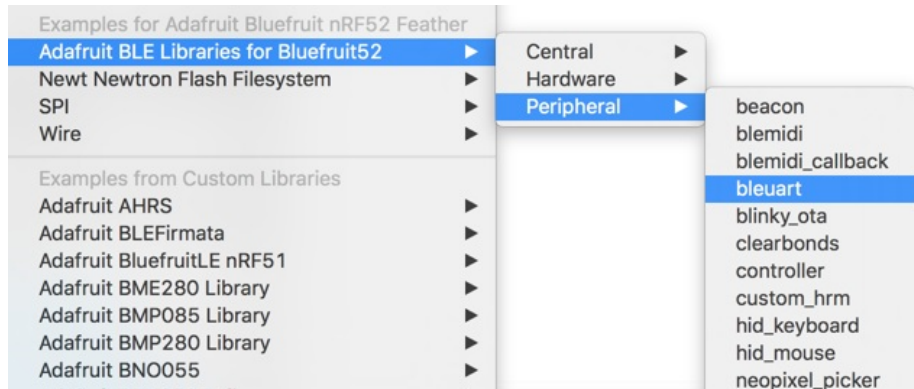 Examples for Adafruit Bluefruit nRF52 Feather
Adafruit BLE Libraries for Bluefruit52
Newt Newtron Flash Filesystem
SPI
Wire
Examples from Custom Libraries
Adafruit AHRS
Adafruit BLEFirmata
Adafruit BluefruitLE nRF51
Adafruit BME280 Library
Adafruit BMP085 Library
Adafruit BMP280 Library
Adafruit BNO055
Central
Hardware
Peripheral
beacon
blemidi
blemidi_callback
bleuart
blinky_ota
clearbonds
controller
custom_hrm
hid_keyboard
hid_mouse
neopixel_picker